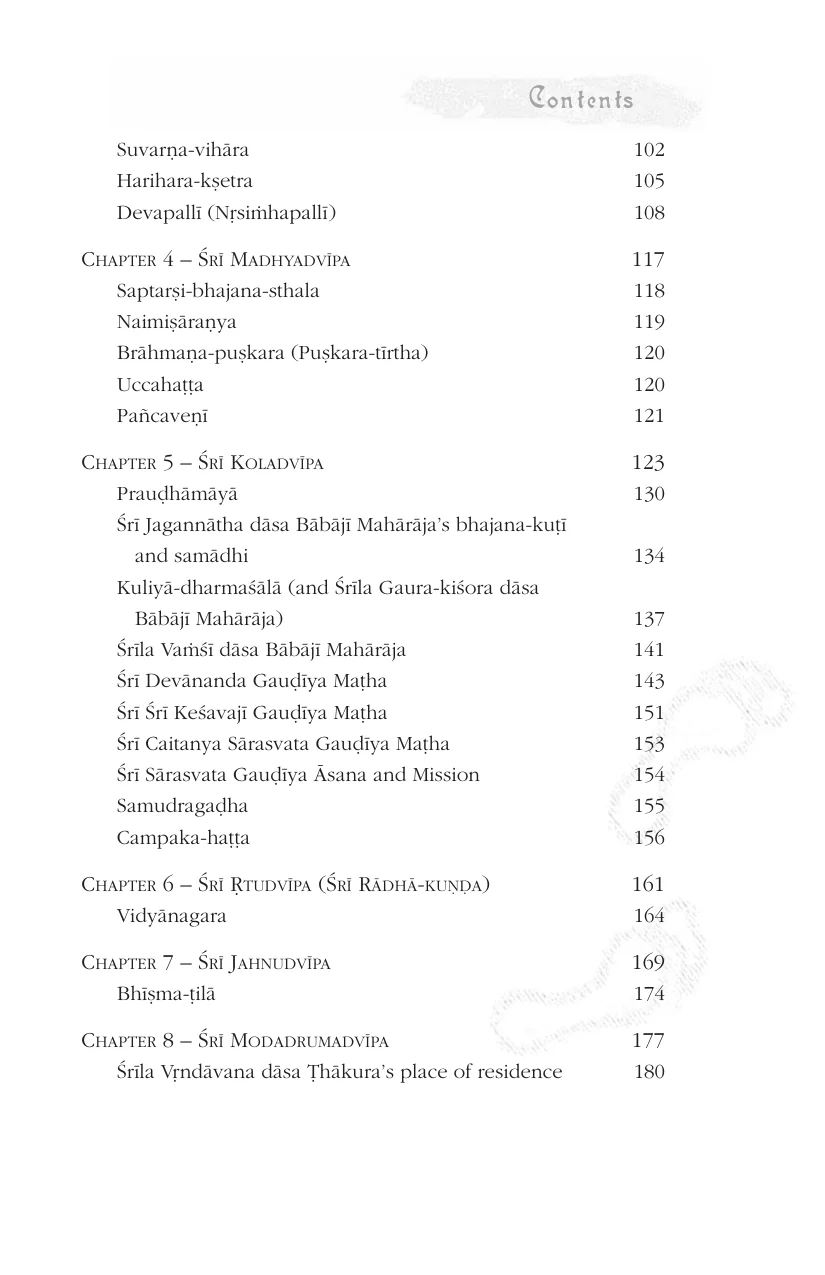 Contents
Suvarṇa-vihāra 102
Harihara-kṣetra 105
Devapallī (Nṛsiṁhapallī) 108
Chapter 4 – Śrī Madhyadvīpa 117
Saptarṣi-bhajana-sthala 118
Naimiṣāraṇya 119
Brāhmaṇa-puṣkara (Puṣkara-tīrtha) 120
Uccahaṭṭa 120
Pañcaveṇī 121
Chapter 5 – Śrī Koladvīpa 123
Prauḍhāmāyā 130
Śrī Jagannātha dāsa Bābājī Mahārāja’s bhajana-kuṭī
and samādhi 134
Kuliyā-dharmaśālā (and Śrīla Gaura-kiśora dāsa
Bābājī Mahārāja) 137
Śrīla Vaṁśī dāsa Bābājī Mahārāja 141
Śrī Devānanda Gauḍīya Maṭha 143
Śrī Śrī Keśavajī Gauḍīya Maṭha 151
Śrī Caitanya Sārasvata Gauḍīya Maṭha 153
Śrī Sārasvata Gauḍīya Āsana and Mission 154
Samudragaḍha 155
Campaka-haṭṭa 156
Chapter 6 – Śrī Ṛtudvīpa (Śrī Rādhā-kuṇḍa) 161
Vidyānagara 164
Chapter 7 – Śrī Jahnudvīpa 169
Bhīṣma-ṭilā 174
Chapter 8 – Śrī Modadrumadvīpa 177
Śrīla Vṛndāvana dāsa Ṭhākura’s place of residence 180